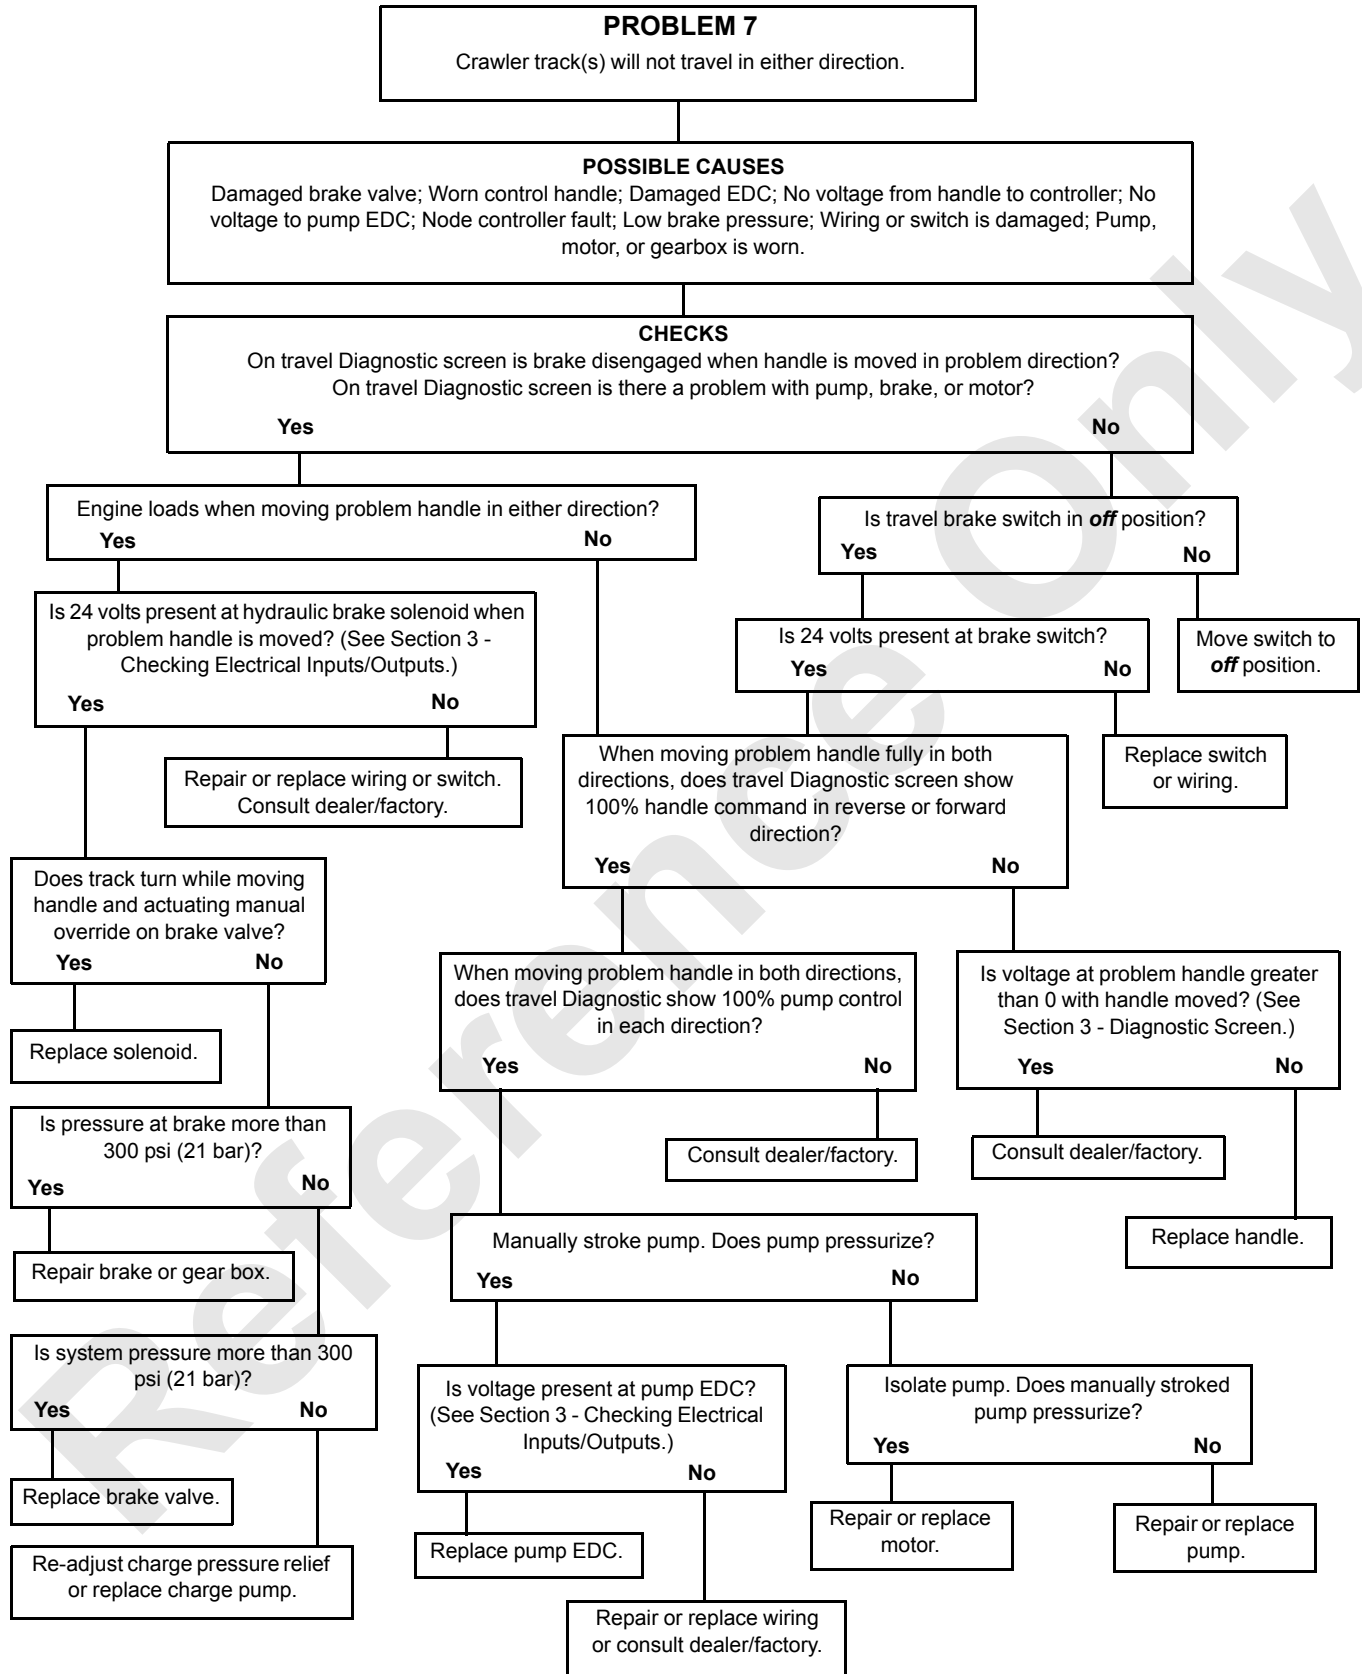 PROBLEM 7
Crawler track(s) will not travel in either direction.
POSSIBLE CAUSES
Damaged brake valve; Worn control handle; Damaged EDC; No voltage from handle to controller; No
voltage to pump EDC; Node controller fault; Low brake pressure; Wiring or switch is damaged; Pump,
motor, or gearbox is worn.
CHECKS
On travel Diagnostic screen is brake disengaged when handle is moved in problem direction?
On travel Diagnostic screen is there a problem with pump, brake, or motor?
Yes
No
Engine loads when moving problem handle in either direction?
Yes
No
Is travel brake switch in off position?
Yes
No
Is 24 volts present at hydraulic brake solenoid when
problem handle is moved? (See Section 3 -
Checking Electrical Inputs/Outputs.)
Yes
No
Is 24 volts present at brake switch?
Yes
No
Move switch to
off position.
Repair or replace wiring or switch.
Consult dealer/factory.
When moving problem handle fully in both
directions, does travel Diagnostic screen show
100% handle command in reverse or forward
direction?
Yes
No
Replace switch
or wiring.
Does track turn while moving
handle and actuating manual
override on brake valve?
Yes
No
When moving problem handle in both directions,
does travel Diagnostic show 100% pump control
in each direction?
Yes
No
Is voltage at problem handle greater
than 0 with handle moved? (See
Section 3 - Diagnostic Screen.)
Yes
No
Replace solenoid.
Is pressure at brake more than
300 psi (21 bar)?
Yes
No
Consult dealer/factory.
Consult dealer/factory.
Replace handle.
Manually stroke pump. Does pump pressurize?
Yes
No
Repair brake or gear box.
Is system pressure more than 300
psi (21 bar)?
Yes
No
Is voltage present at pump EDC?
(See Section 3 - Checking Electrical
Inputs/Outputs.)
Yes
No
Isolate pump. Does manually stroked
pump pressurize?
Yes
No
Replace brake valve.
Replace pump EDC.
Repair or replace
motor.
Repair or replace
pump.
Re-adjust charge pressure relief
or replace charge pump.
Repair or replace wiring
or consult dealer/factory.
Reference Only